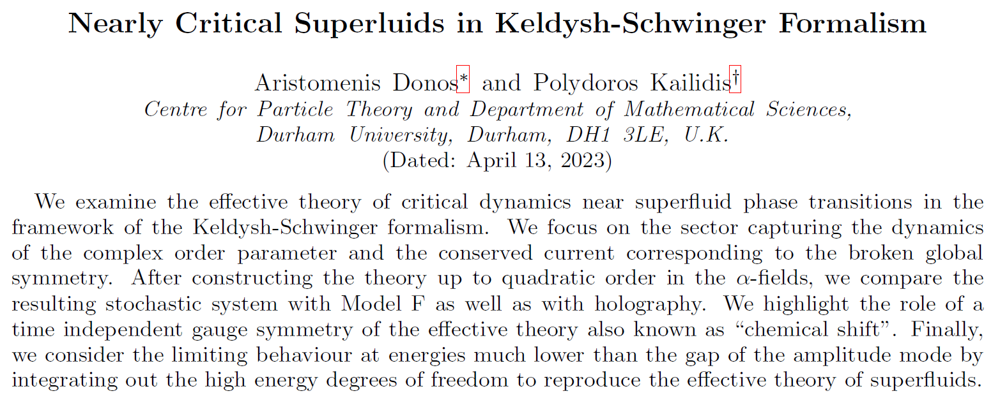 Nearly Critical Superluids in Keldysh-Schwinger Formalism
Aristomenis Donos* and Polydoros Kailidis†
Centre for Particle Theory and Department of Mathematical Sciences,
Durham University, Durham, DH1 3LE, U.K.
(Dated: April 13, 2023)
We examine the effective theory of critical dynamics near superfluid phase transitions in the
framework of the Keldysh-Schwinger formalism. We focus on the sector capturing the dynamics
of the complex order parameter and the conserved current corresponding to the broken global
symmetry. After constructing the theory up to quadratic order in the α-fields, we compare the
resulting stochastic system with Model F as well as with holography. We highlight the role of a
time independent gauge symmetry of the effective theory also known as “chemical shift”. Finally,
we consider the limiting behaviour at energies much lower than the gap of the amplitude mode by
integrating out the high energy degrees of freedom to reproduce the effective theory of superfluids.